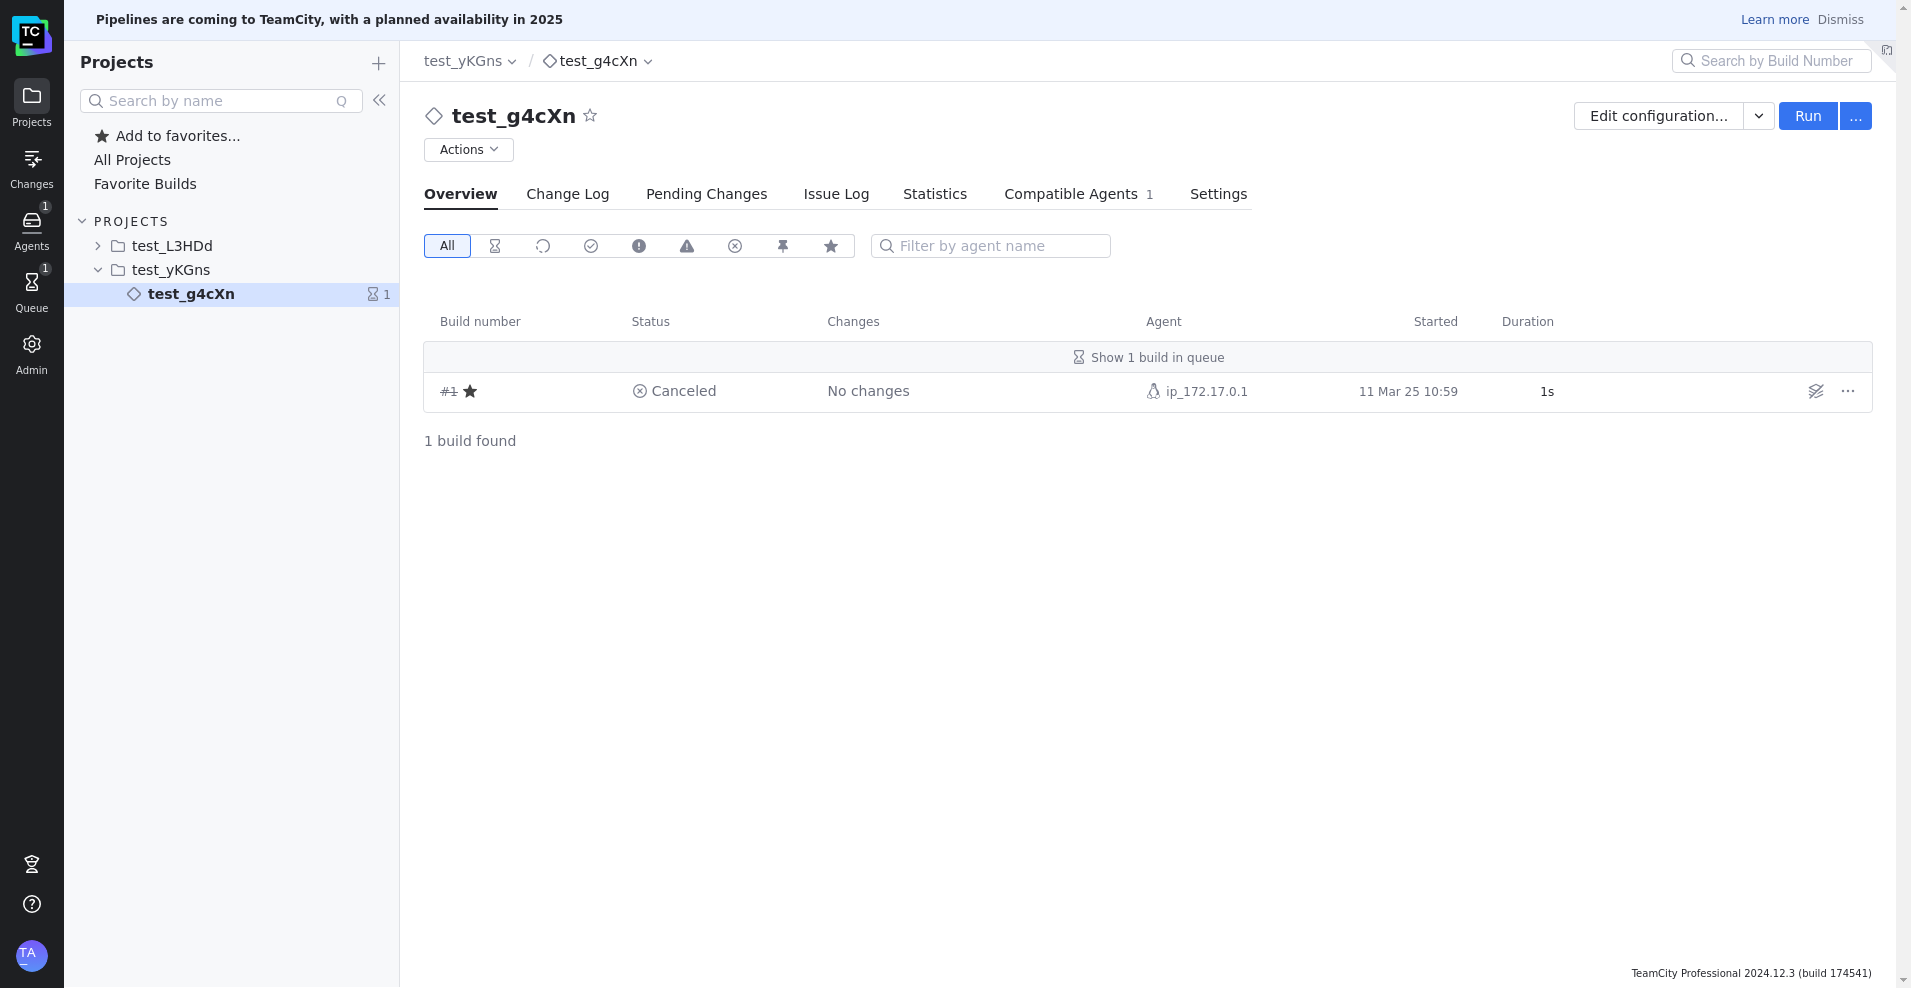 Pipelines are coming to TeamCity, with a planned availability in 2025
Learn more Dismiss
TC
Projects
Changes
1
Agents
1
Queue
Admin
TA
Projects
Search by name Q
Add to favorites...
All Projects
Favorite Builds
PROJECTS
test_L3HDd
test_yKGns
test_g4cXn 1
test_yKGns / test_g4cXn
Search by Build Number
test_g4cXn
Edit configuration...
Run ...
Actions
Overview Change Log Pending Changes Issue Log Statistics Compatible Agents 1 Settings
All
Filter by agent name
Build number Status Changes Agent Started Duration
Show 1 build in queue
#1 Canceled No changes ip_172.17.0.1 11 Mar 25 10:59 1s
1 build found
TeamCity Professional 2024.12.3 (build 174541)